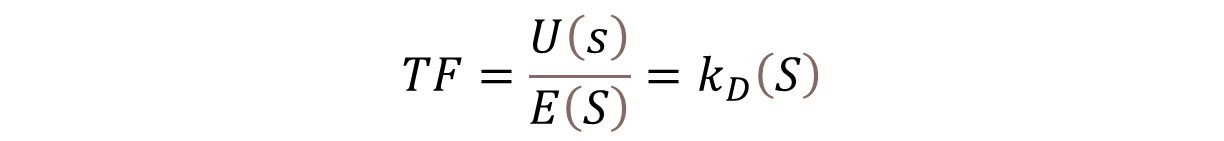 TF = U(s) / E(S) = k_D(S)